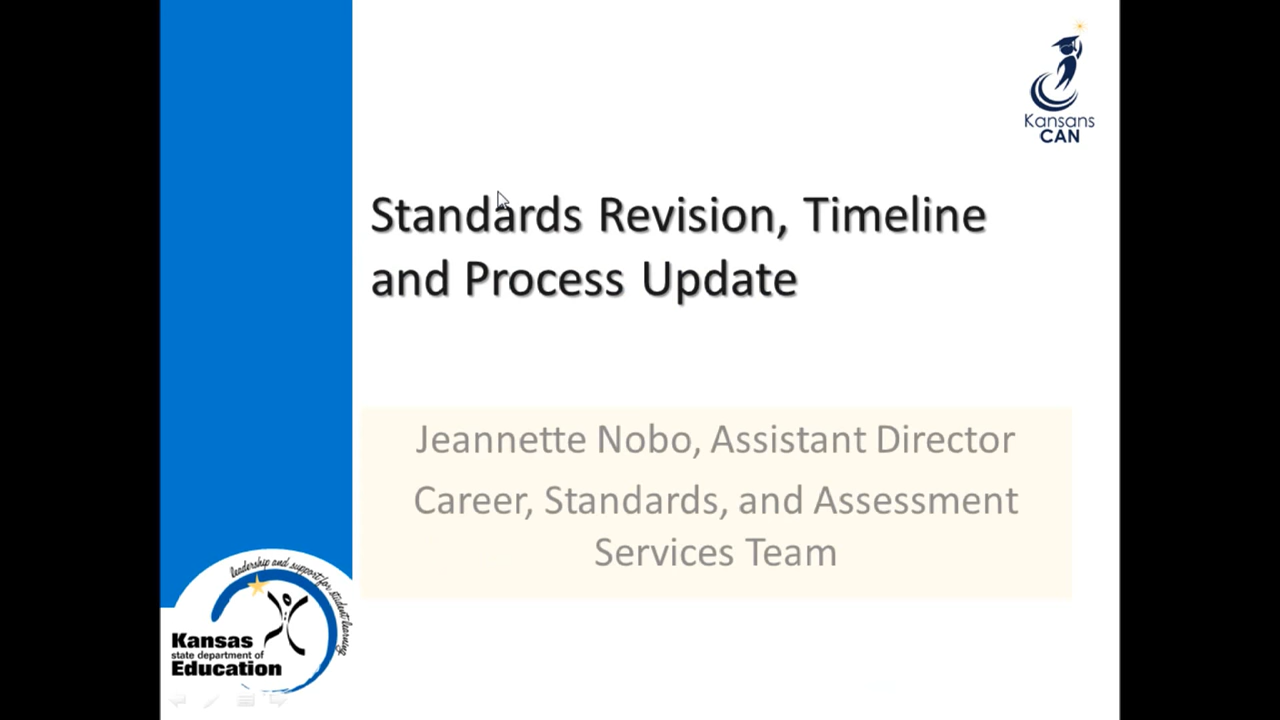 Kansans
CAN
Standards Revision, Timeline
and Process Update
Jeannette Nobo, Assistant Director
Career, Standards, and Assessment
Services Team
leadership and support for student learning
Kansas
state department of
Education